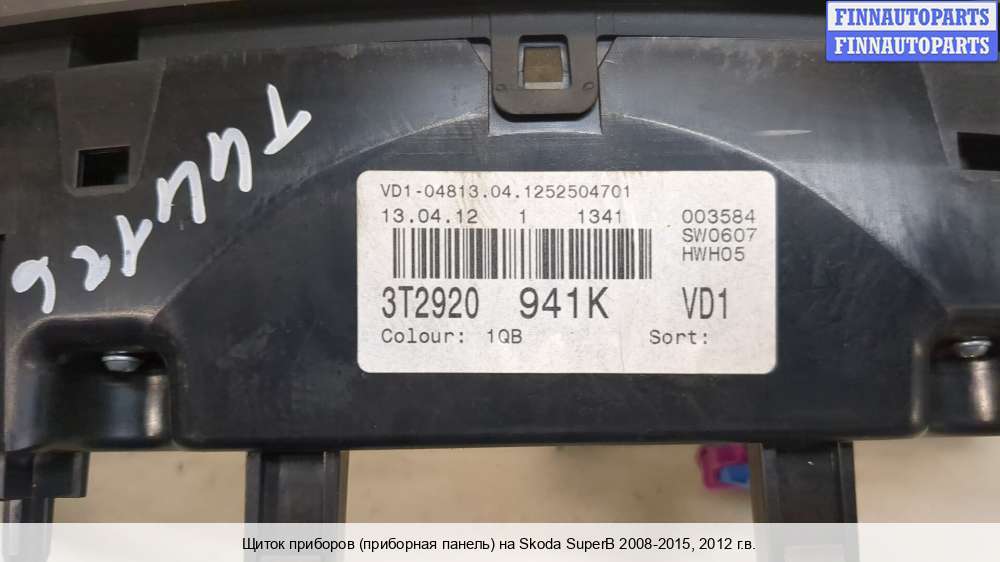 FINNAUTOPARTS
FINNAUTOPARTS
VD1-04813.04.1252504701
13.04.12 1 1341 003584
SW0607
HWH05
3T2920 941K VD1
Colour: 1QB Sort:
Щиток приборов (приборная панель) на Skoda SuperB 2008-2015, 2012 г.в.